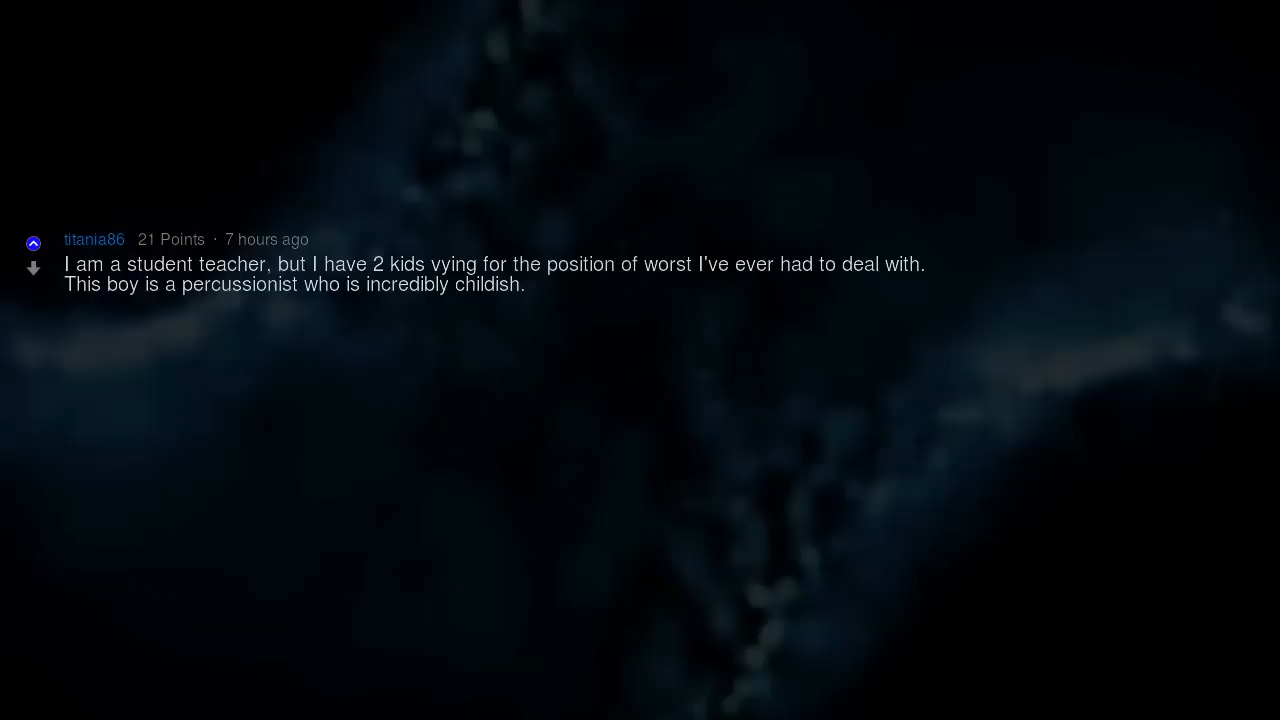 titania86 21 Points · 7 hours ago
I am a student teacher, but I have 2 kids vying for the position of worst I've ever had to deal with.
This boy is a percussionist who is incredibly childish.